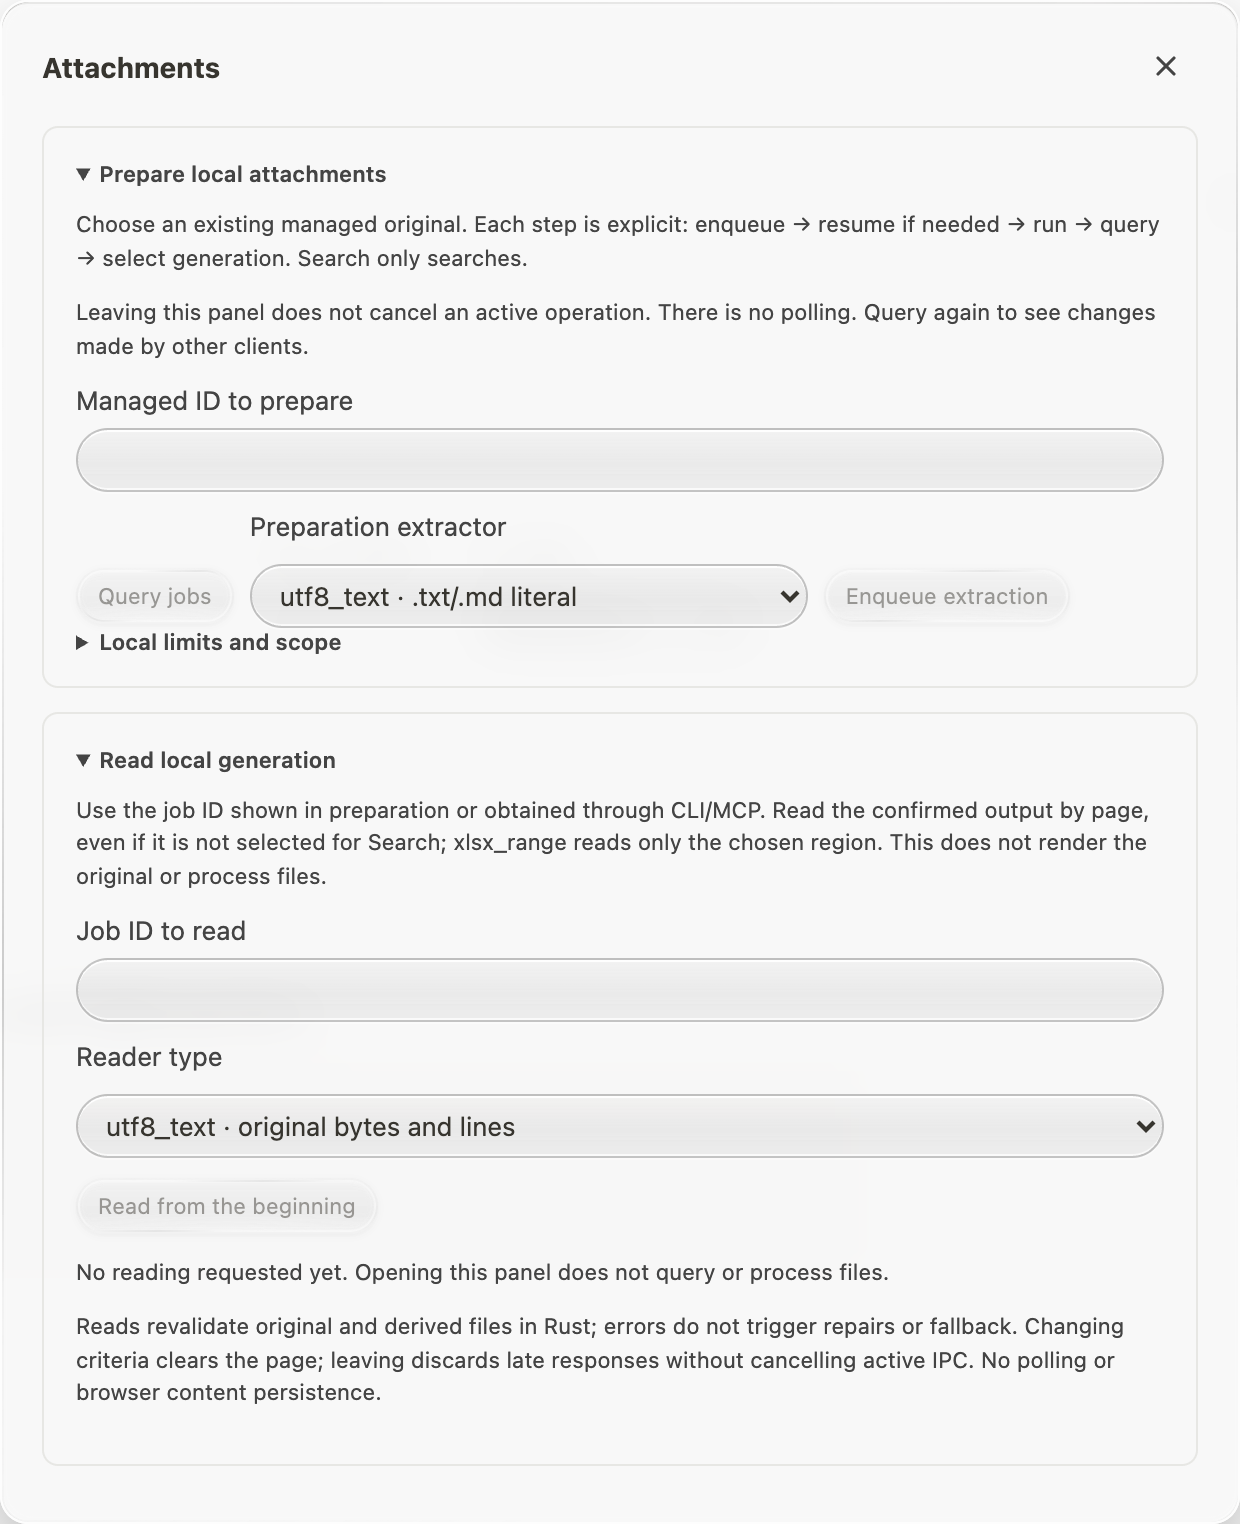 Attachments
▼ Prepare local attachments
Choose an existing managed original. Each step is explicit: enqueue → resume if needed → run → query
→ select generation. Search only searches.
Leaving this panel does not cancel an active operation. There is no polling. Query again to see changes
made by other clients.
Managed ID to prepare
Preparation extractor
Query jobs
utf8_text · .txt/.md literal
Enqueue extraction
▶ Local limits and scope
▼ Read local generation
Use the job ID shown in preparation or obtained through CLI/MCP. Read the confirmed output by page,
even if it is not selected for Search; xlsx_range reads only the chosen region. This does not render the
original or process files.
Job ID to read
Reader type
utf8_text · original bytes and lines
Read from the beginning
No reading requested yet. Opening this panel does not query or process files.
Reads revalidate original and derived files in Rust; errors do not trigger repairs or fallback. Changing
criteria clears the page; leaving discards late responses without cancelling active IPC. No polling or
browser content persistence.